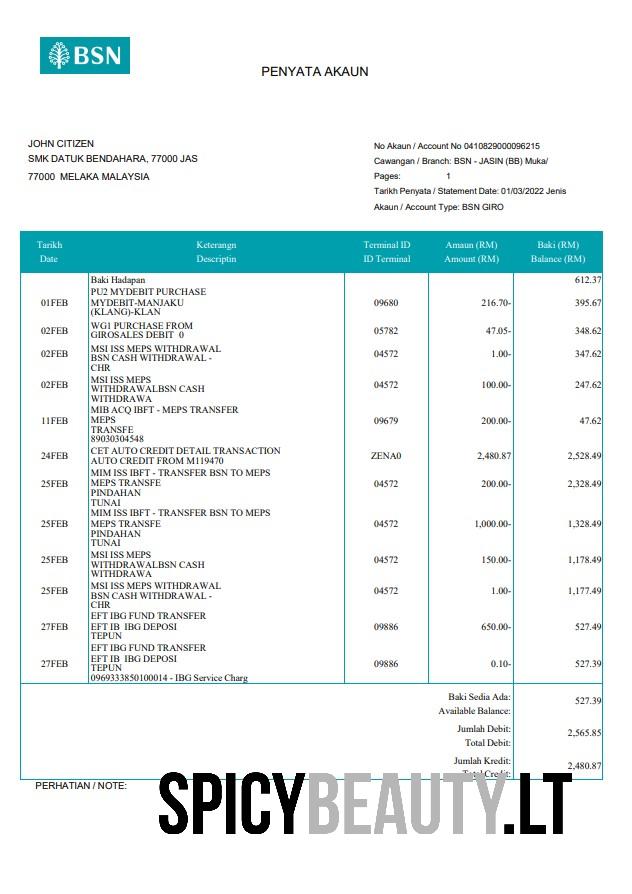 BSN
PENYATA AKAUN
JOHN CITIZEN
SMK DATUK BENDAHARA, 77000 JAS
77000 MELAKA MALAYSIA
No Akaun / Account No 0410829000096215
Cawangan / Branch: BSN - JASIN (BB) Muka/
Pages: 1
Tarikh Penyata / Statement Date: 01/03/2022 Jenis
Akaun / Account Type: BSN GIRO
Tarikh Keterangn Terminal ID Amaun (RM) Baki (RM)
Date Descriptin ID Terminal Amount (RM) Balance (RM)
Baki Hadapan 612.37
PU2 MYDEBIT PURCHASE
01FEB MYDEBIT-MANJAKU 09680 216.70- 395.67
(KLANG)-KLAN
WG1 PURCHASE FROM
02FEB GIROSALES DEBIT 0 05782 47.05- 348.62
MSI ISS MEPS WITHDRAWAL
02FEB BSN CASH WITHDRAWAL - 04572 1.00- 347.62
CHR
MSI ISS MEPS
02FEB WITHDRAWALBSN CASH 04572 100.00- 247.62
WITHDRAWA
MIB ACQ IBFT - MEPS TRANSFER
11FEB MEPS 09679 200.00- 47.62
TRANSFE
89030304548
CET AUTO CREDIT DETAIL TRANSACTION
24FEB AUTO CREDIT FROM M119470 ZENA0 2,480.87 2,528.49
MIM ISS IBFT - TRANSFER BSN TO MEPS
25FEB MEPS TRANSFE 04572 200.00- 2,328.49
PINDAHAN
TUNAI
MIM ISS IBFT - TRANSFER BSN TO MEPS
25FEB MEPS TRANSFE 04572 1,000.00- 1,328.49
PINDAHAN
TUNAI
MSI ISS MEPS
25FEB WITHDRAWALBSN CASH 04572 150.00- 1,178.49
WITHDRAWA
MSI ISS MEPS WITHDRAWAL
25FEB BSN CASH WITHDRAWAL - 04572 1.00- 1,177.49
CHR
EFT IBG FUND TRANSFER
27FEB EFT IB IBG DEPOSI 09886 650.00- 527.49
TEPUN
EFT IBG FUND TRANSFER
27FEB EFT IB IBG DEPOSI 09886 0.10- 527.39
TEPUN
0969333850100014 - IBG Service Charg
Baki Sedia Ada: 527.39
Available Balance:
Jumlah Debit: 2,565.85
Total Debit:
Jumlah Kredit: 2,480.87
Total Credit:
PERHATIAN / NOTE:
SPICYBEAUTY.LT